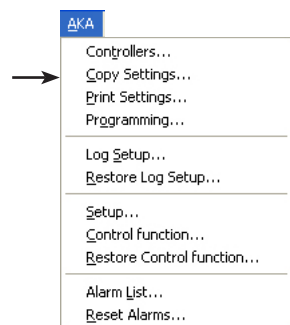 AKA
Controllers...
Copy Settings...
Print Settings...
Programming...
Log Setup...
Restore Log Setup...
Setup...
Control function...
Restore Control function...
Alarm List...
Reset Alarms...